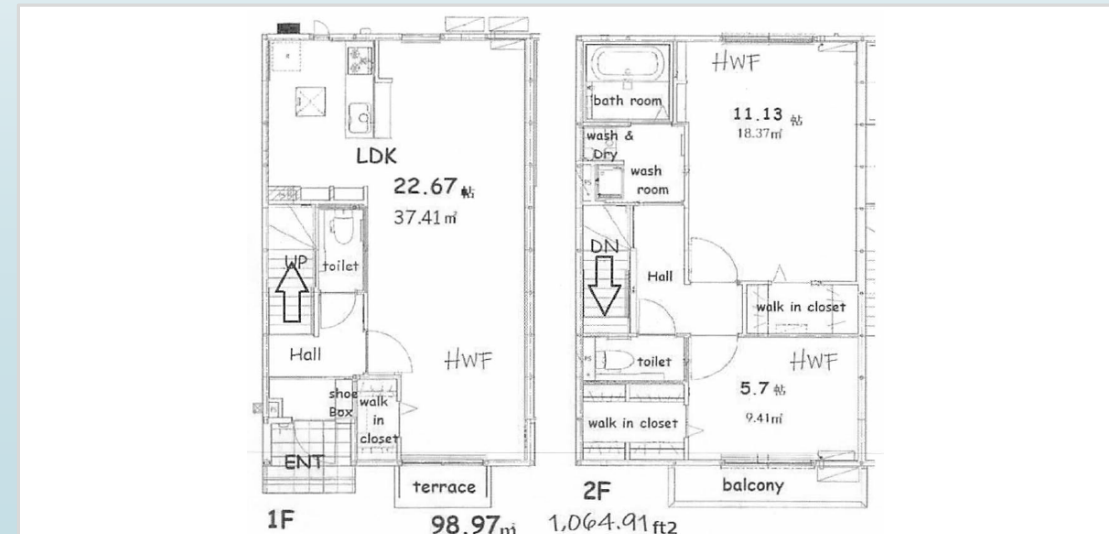 LDK
22.67 帖
37.41㎡
UP
toilet
Hall
HWF
shoe
Box
walk
in
closet
ENT
terrace
1F
bath room
wash &
Dry
wash
room
HWF
11.13 帖
18.37㎡
DN
Hall
walk in closet
PS
toilet
HWF
5.7 帖
9.41㎡
walk in closet
balcony
2F
98.97㎡ 1,064.91 ft2